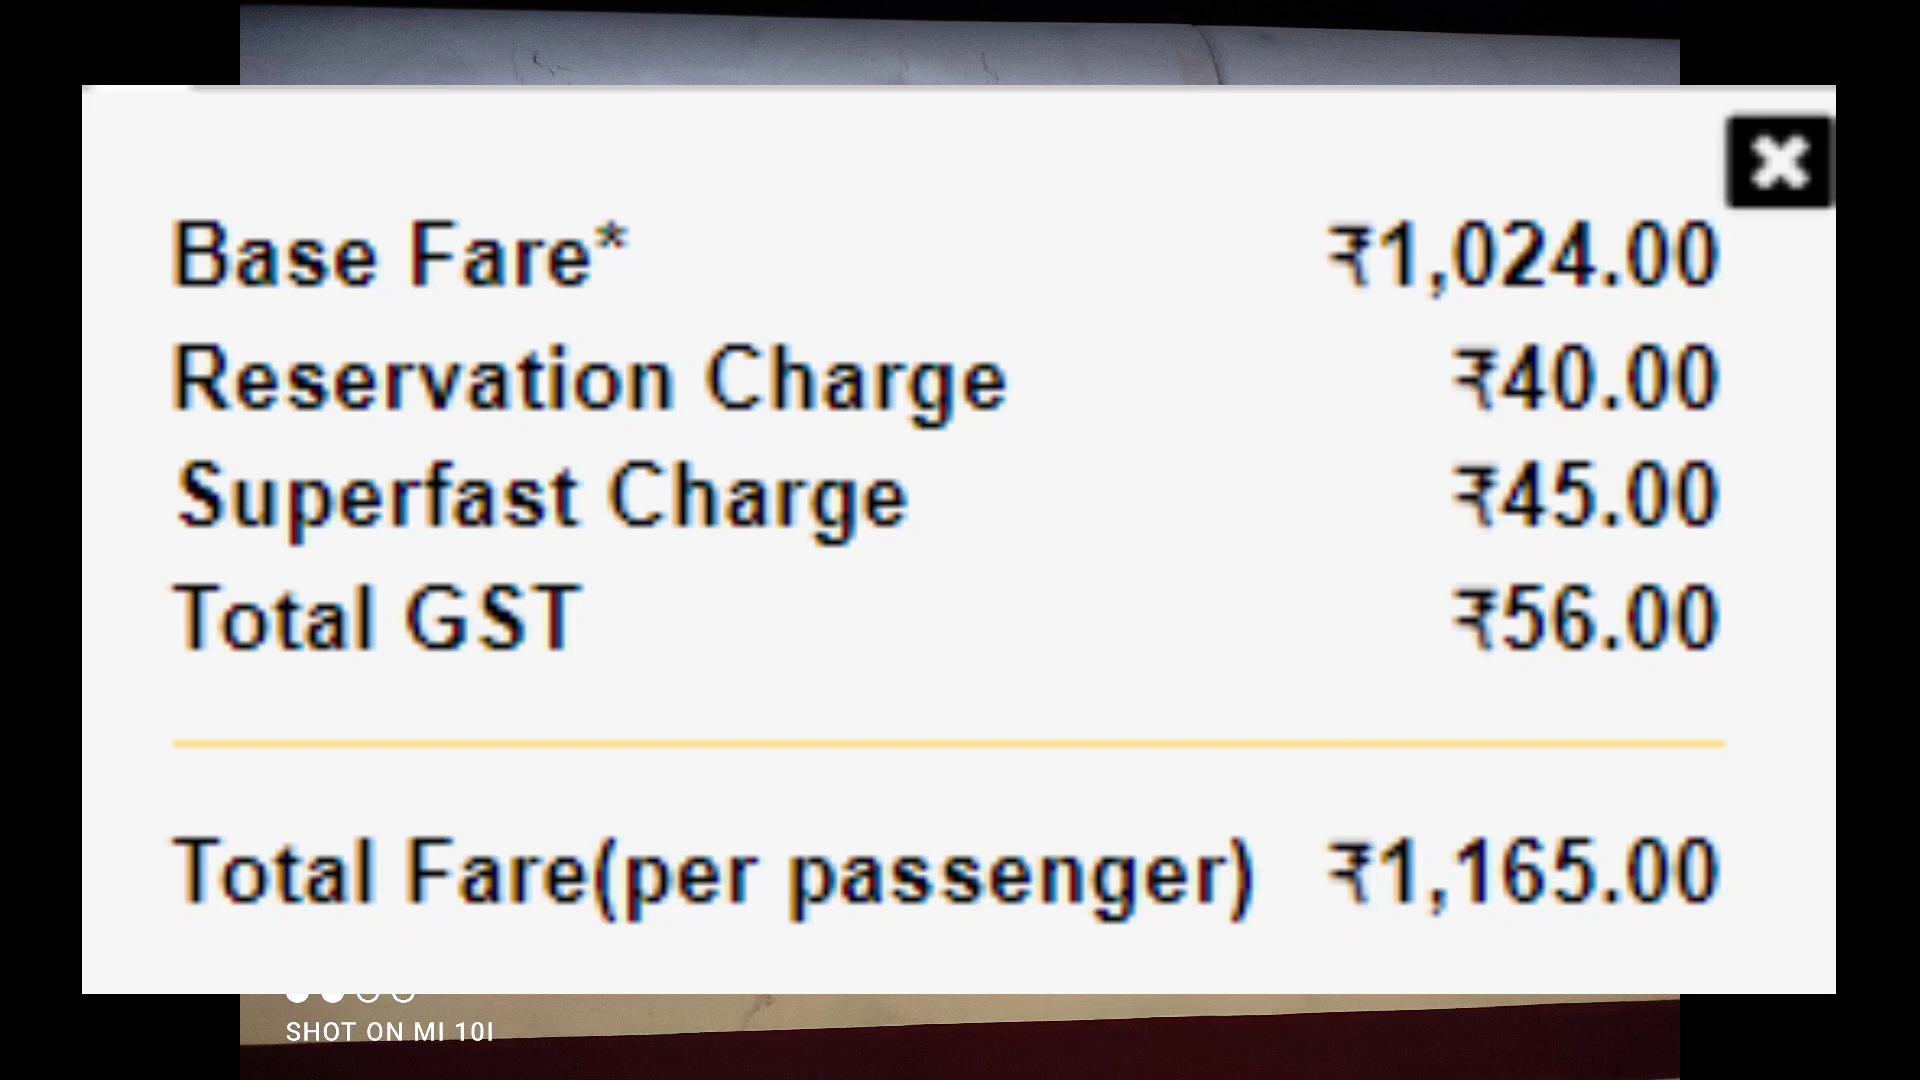 Base Fare* ₹1,024.00
Reservation Charge ₹40.00
Superfast Charge ₹45.00
Total GST ₹56.00
Total Fare(per passenger) ₹1,165.00
SHOT ON MI 10I